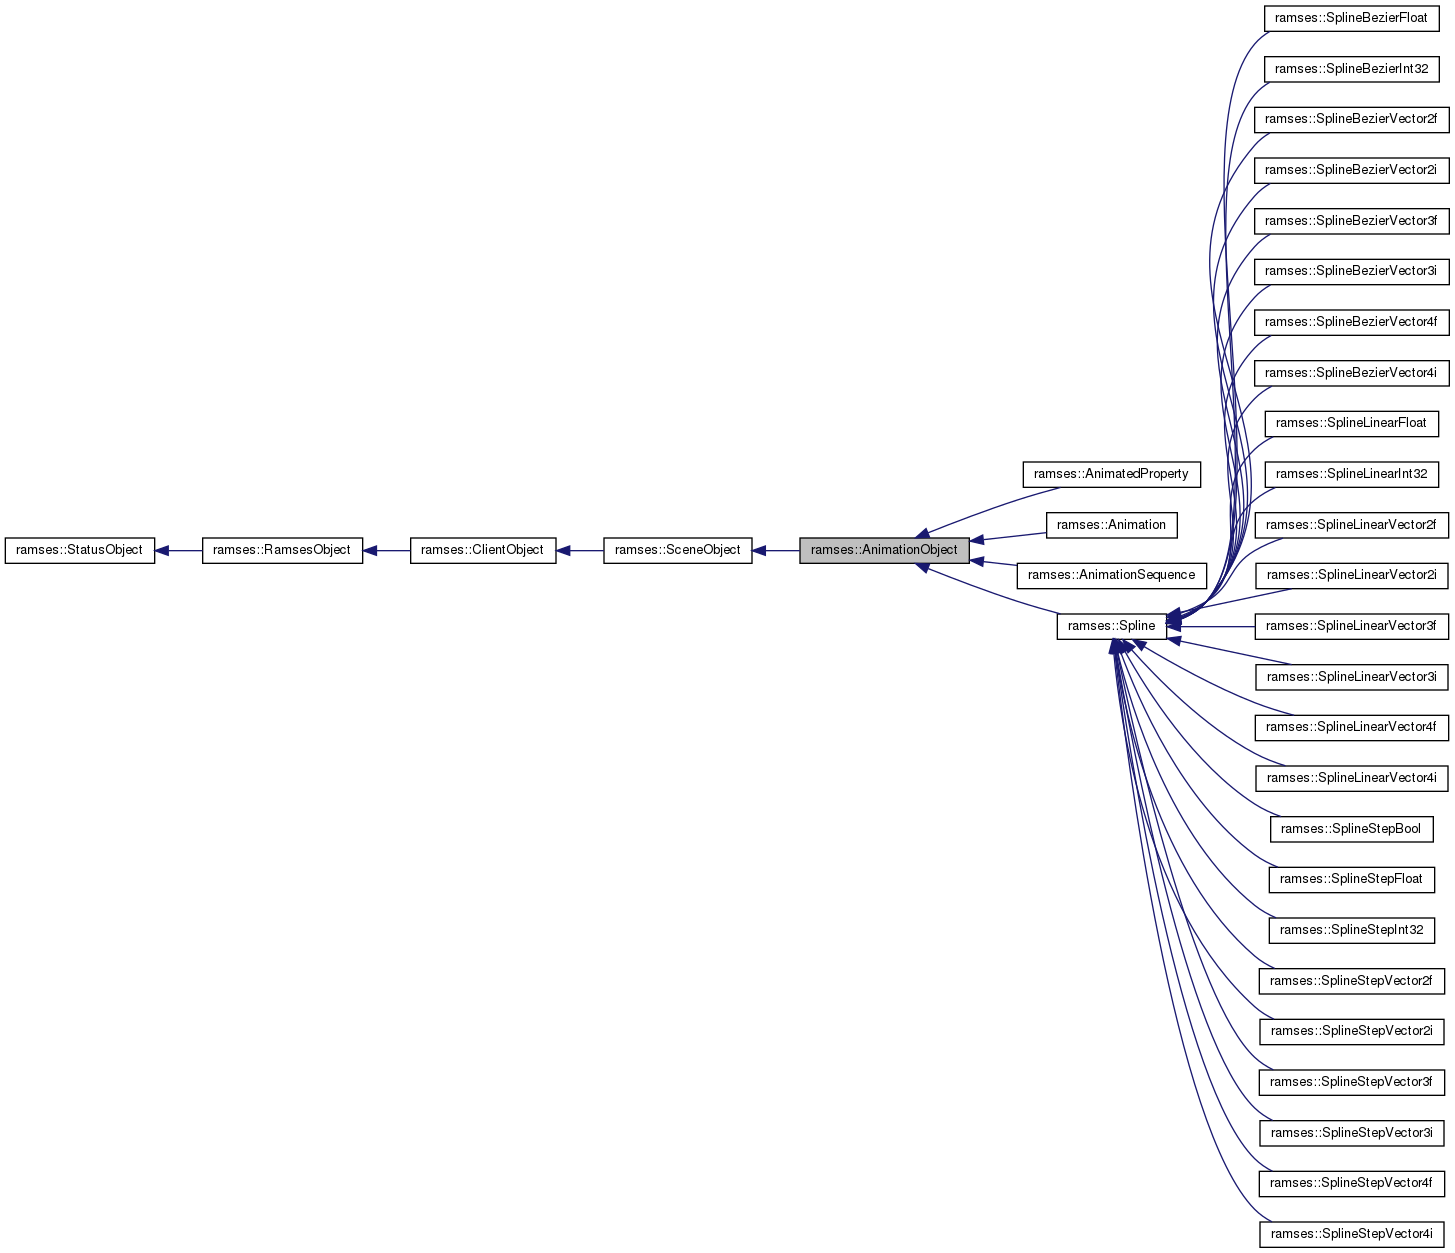 ramses::SplineBezierFloat
ramses::SplineBezierInt32
ramses::SplineBezierVector2f
ramses::SplineBezierVector2i
ramses::SplineBezierVector3f
ramses::SplineBezierVector3i
ramses::SplineBezierVector4f
ramses::SplineBezierVector4i
ramses::SplineLinearFloat
ramses::AnimatedProperty
ramses::SplineLinearInt32
ramses::Animation
ramses::SplineLinearVector2f
ramses::StatusObject
ramses::RamsesObject
ramses::ClientObject
ramses::SceneObject
ramses::AnimationObject
ramses::AnimationSequence
ramses::SplineLinearVector2i
ramses::Spline
ramses::SplineLinearVector3f
ramses::SplineLinearVector3i
ramses::SplineLinearVector4f
ramses::SplineLinearVector4i
ramses::SplineStepBool
ramses::SplineStepFloat
ramses::SplineStepInt32
ramses::SplineStepVector2f
ramses::SplineStepVector2i
ramses::SplineStepVector3f
ramses::SplineStepVector3i
ramses::SplineStepVector4f
ramses::SplineStepVector4i